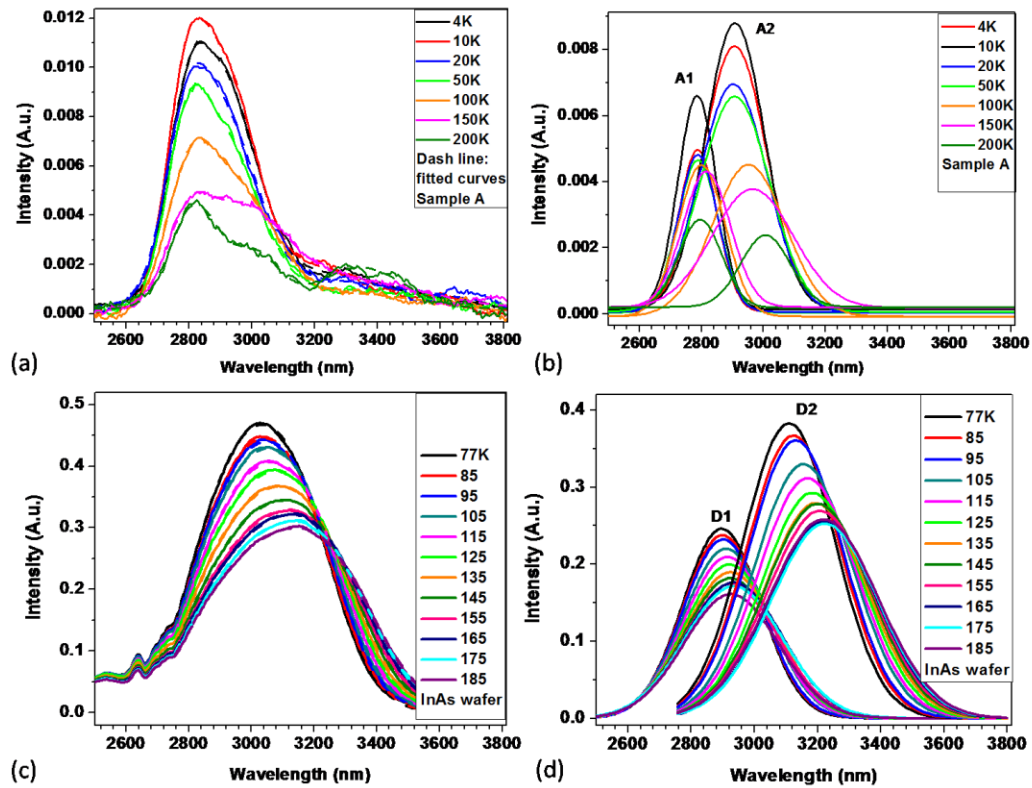 0.012
0.010
0.008
0.006
0.004
0.002
0.000
Intensity (A.u.)
2600 2800 3000 3200 3400 3600 3800
Wavelength (nm)
4K
10K
20K
50K
100K
150K
200K
Dash line:
fitted curves
Sample A
(a)
0.008
0.006
0.004
0.002
0.000
Intensity (A.u.)
2600 2800 3000 3200 3400 3600 3800
Wavelength (nm)
A1
A2
4K
10K
20K
50K
100K
150K
200K
Sample A
(b)
0.5
0.4
0.3
0.2
0.1
0.0
Intensity (A.u.)
2600 2800 3000 3200 3400 3600 3800
Wavelength (nm)
77K
85
95
105
115
125
135
145
155
165
175
185
InAs wafer
(c)
0.4
0.3
0.2
0.1
0.0
Intensity (A.u.)
2600 2800 3000 3200 3400 3600 3800
Wavelength (nm)
D1
D2
77K
85
95
105
115
125
135
145
155
165
175
185
InAs wafer
(d)